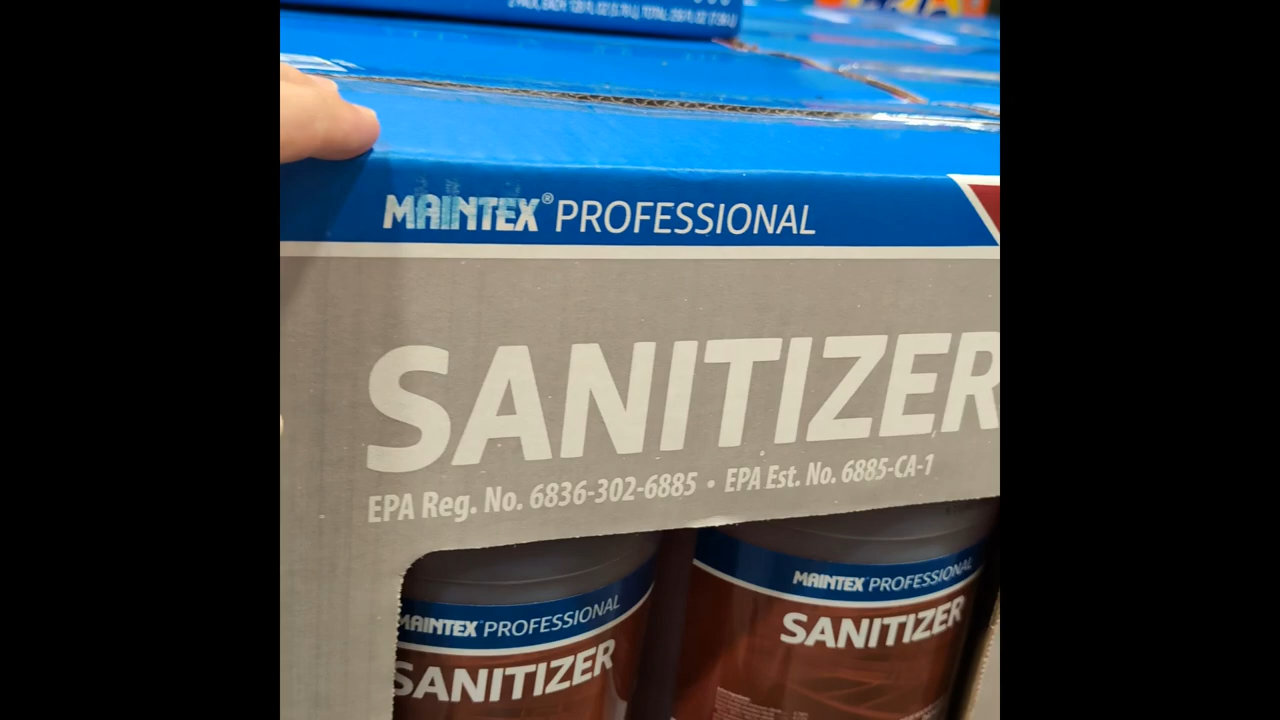 MAINTEX® PROFESSIONAL
SANITIZER
EPA Reg. No. 6836-302-6885 • EPA Est. No. 6885-CA-1
MAINTEX PROFESSIONAL
SANITIZER
MAINTEX PROFESSIONAL
SANITIZER